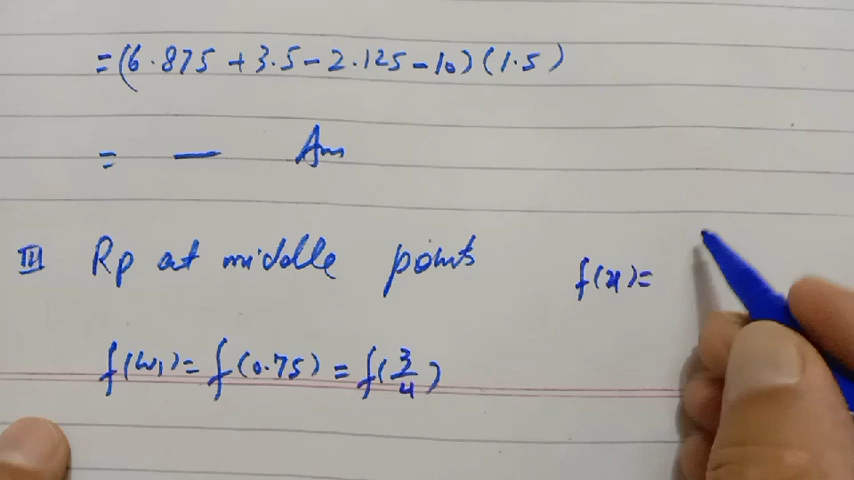 =(6.875+3.5-2.125-10)(1.5)
= — Ans
III Rp at middle points
f(x)=
f(w₁)=f(0.75)=f(3/4)